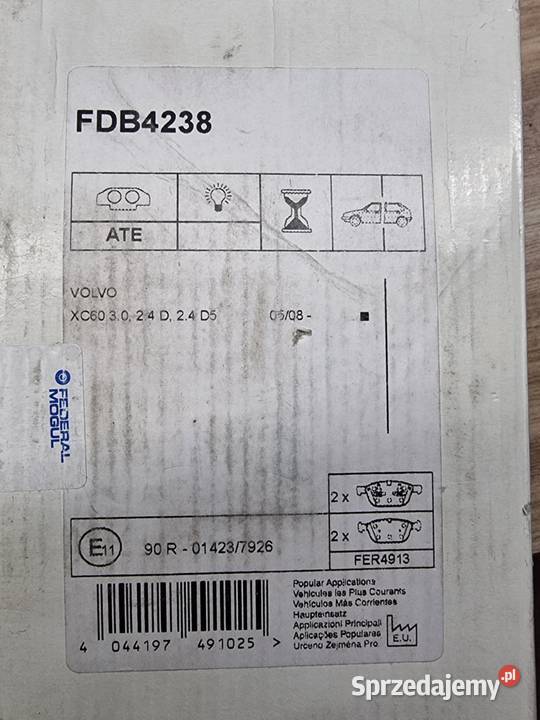 FDB4238
ATE
VOLVO
XC60 3.0, 2.4 D, 2.4 D5 05/08 -
FEDERAL
MOGUL
2 x
2 x
FER4913
E11 90 R - 01423/7926
Popular Applications
Vehicules les Plus Courants
Vehículos Más Corrientes
Haupteinsatz
Applicazioni Principali
Aplicações Populares
Urceno Zejména Pro
E.U.
4 044197 491025 >
Sprzedajemy.pl